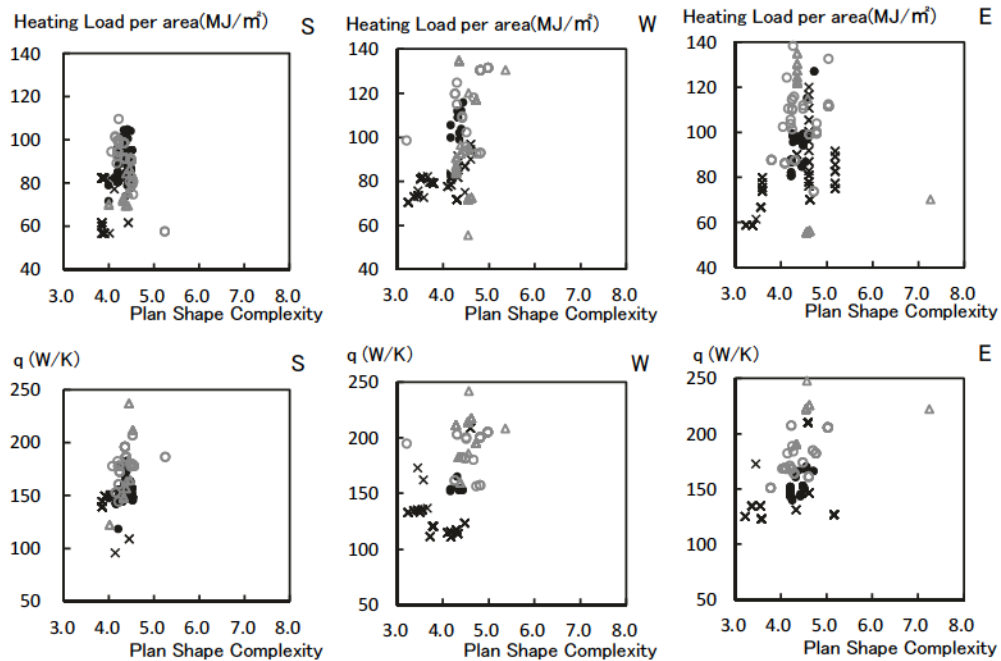 Heating Load per area(MJ/㎡) S
140
120
100
80
60
40
3.0 4.0 5.0 6.0 7.0 8.0
Plan Shape Complexity
Heating Load per area(MJ/㎡) W
140
120
100
80
60
40
3.0 4.0 5.0 6.0 7.0 8.0
Plan Shape Complexity
Heating Load per area(MJ/㎡) E
140
120
100
80
60
40
3.0 4.0 5.0 6.0 7.0 8.0
Plan Shape Complexity
q (W/K) S
250
200
150
100
50
3.0 4.0 5.0 6.0 7.0 8.0
Plan Shape Complexity
q (W/K) W
250
200
150
100
50
3.0 4.0 5.0 6.0 7.0 8.0
Plan Shape Complexity
q (W/K) E
250
200
150
100
50
3.0 4.0 5.0 6.0 7.0 8.0
Plan Shape Complexity